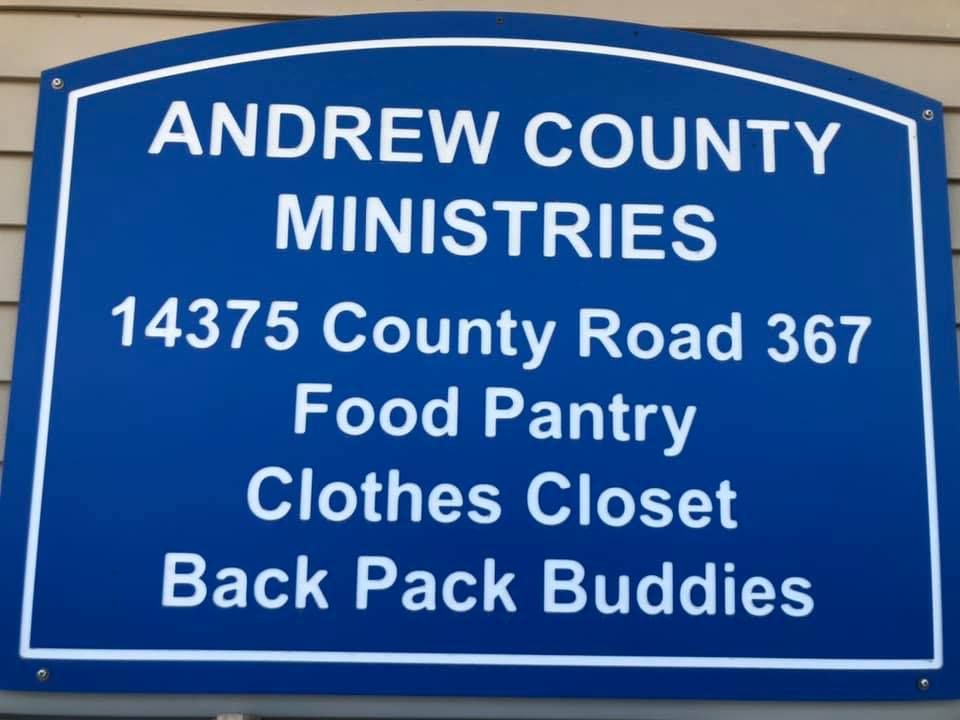 ANDREW COUNTY
MINISTRIES
14375 County Road 367
Food Pantry
Clothes Closet
Back Pack Buddies